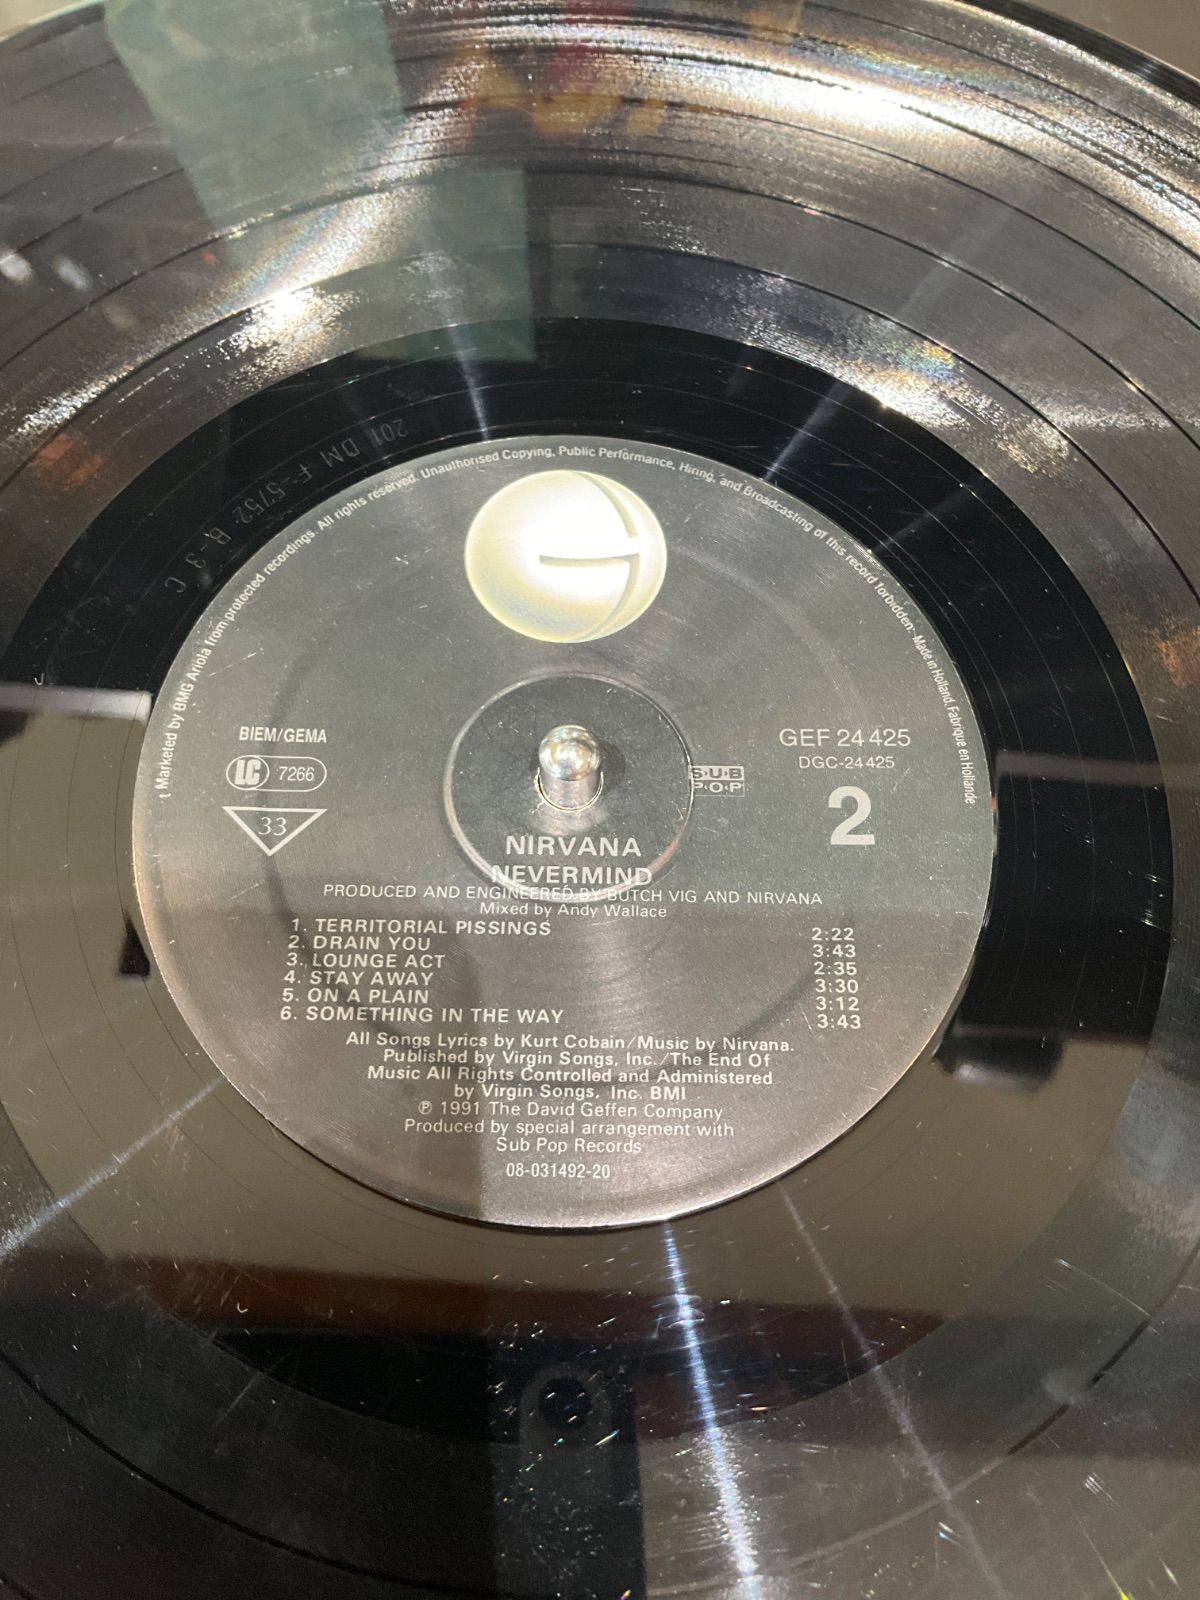 201 DM F-5752 B-3 C
t Marketed by BMG Ariola from protected recordings. All rights reserved. Unauthorised Copying, Public Performance, Hiring, and Broadcasting of this record forbidden. Made in Holland. Fabrique en Hollande
BIEM/GEMA
LC 7266
33
SUB
POP
GEF 24 425
DGC-24425
2
NIRVANA
NEVERMIND
PRODUCED AND ENGINEERED BY BUTCH VIG AND NIRVANA
Mixed by Andy Wallace
1. TERRITORIAL PISSINGS 2:22
2. DRAIN YOU 3:43
3. LOUNGE ACT 2:35
4. STAY AWAY 3:30
5. ON A PLAIN 3:12
6. SOMETHING IN THE WAY 3:43
All Songs Lyrics by Kurt Cobain/Music by Nirvana.
Published by Virgin Songs, Inc./The End Of
Music All Rights Controlled and Administered
by Virgin Songs, Inc. BMI
℗ 1991 The David Geffen Company
Produced by special arrangement with
Sub Pop Records
08-031492-20